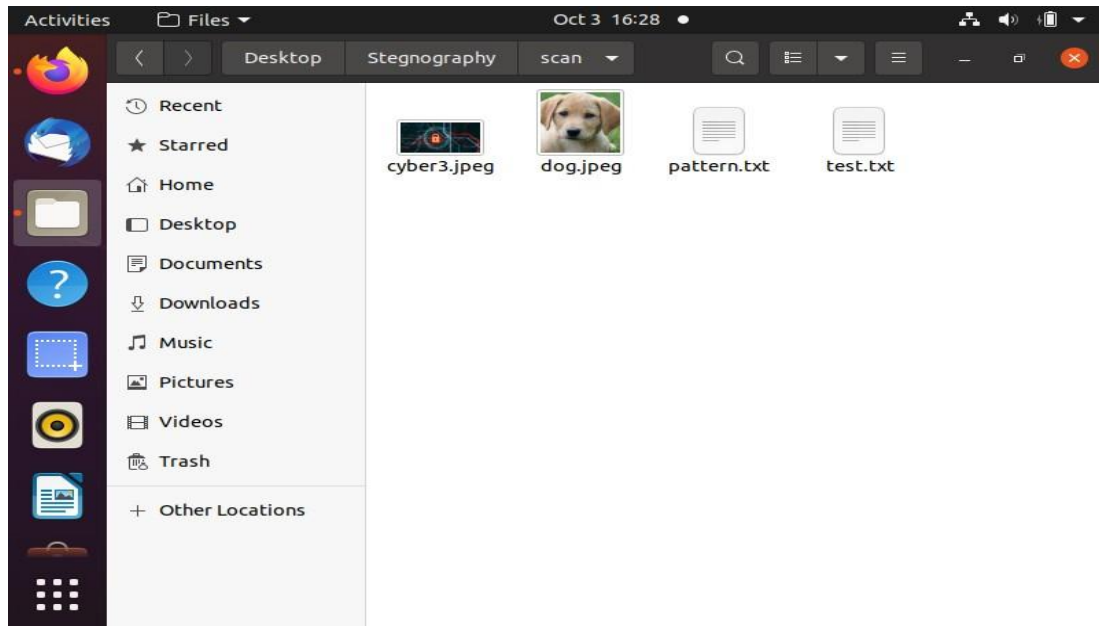 Activities Files Oct 3 16:28
Desktop Stegnography scan
Recent
Starred
Home
Desktop
Documents
Downloads
Music
Pictures
Videos
Trash
+ Other Locations
cyber3.jpeg dog.jpeg pattern.txt test.txt